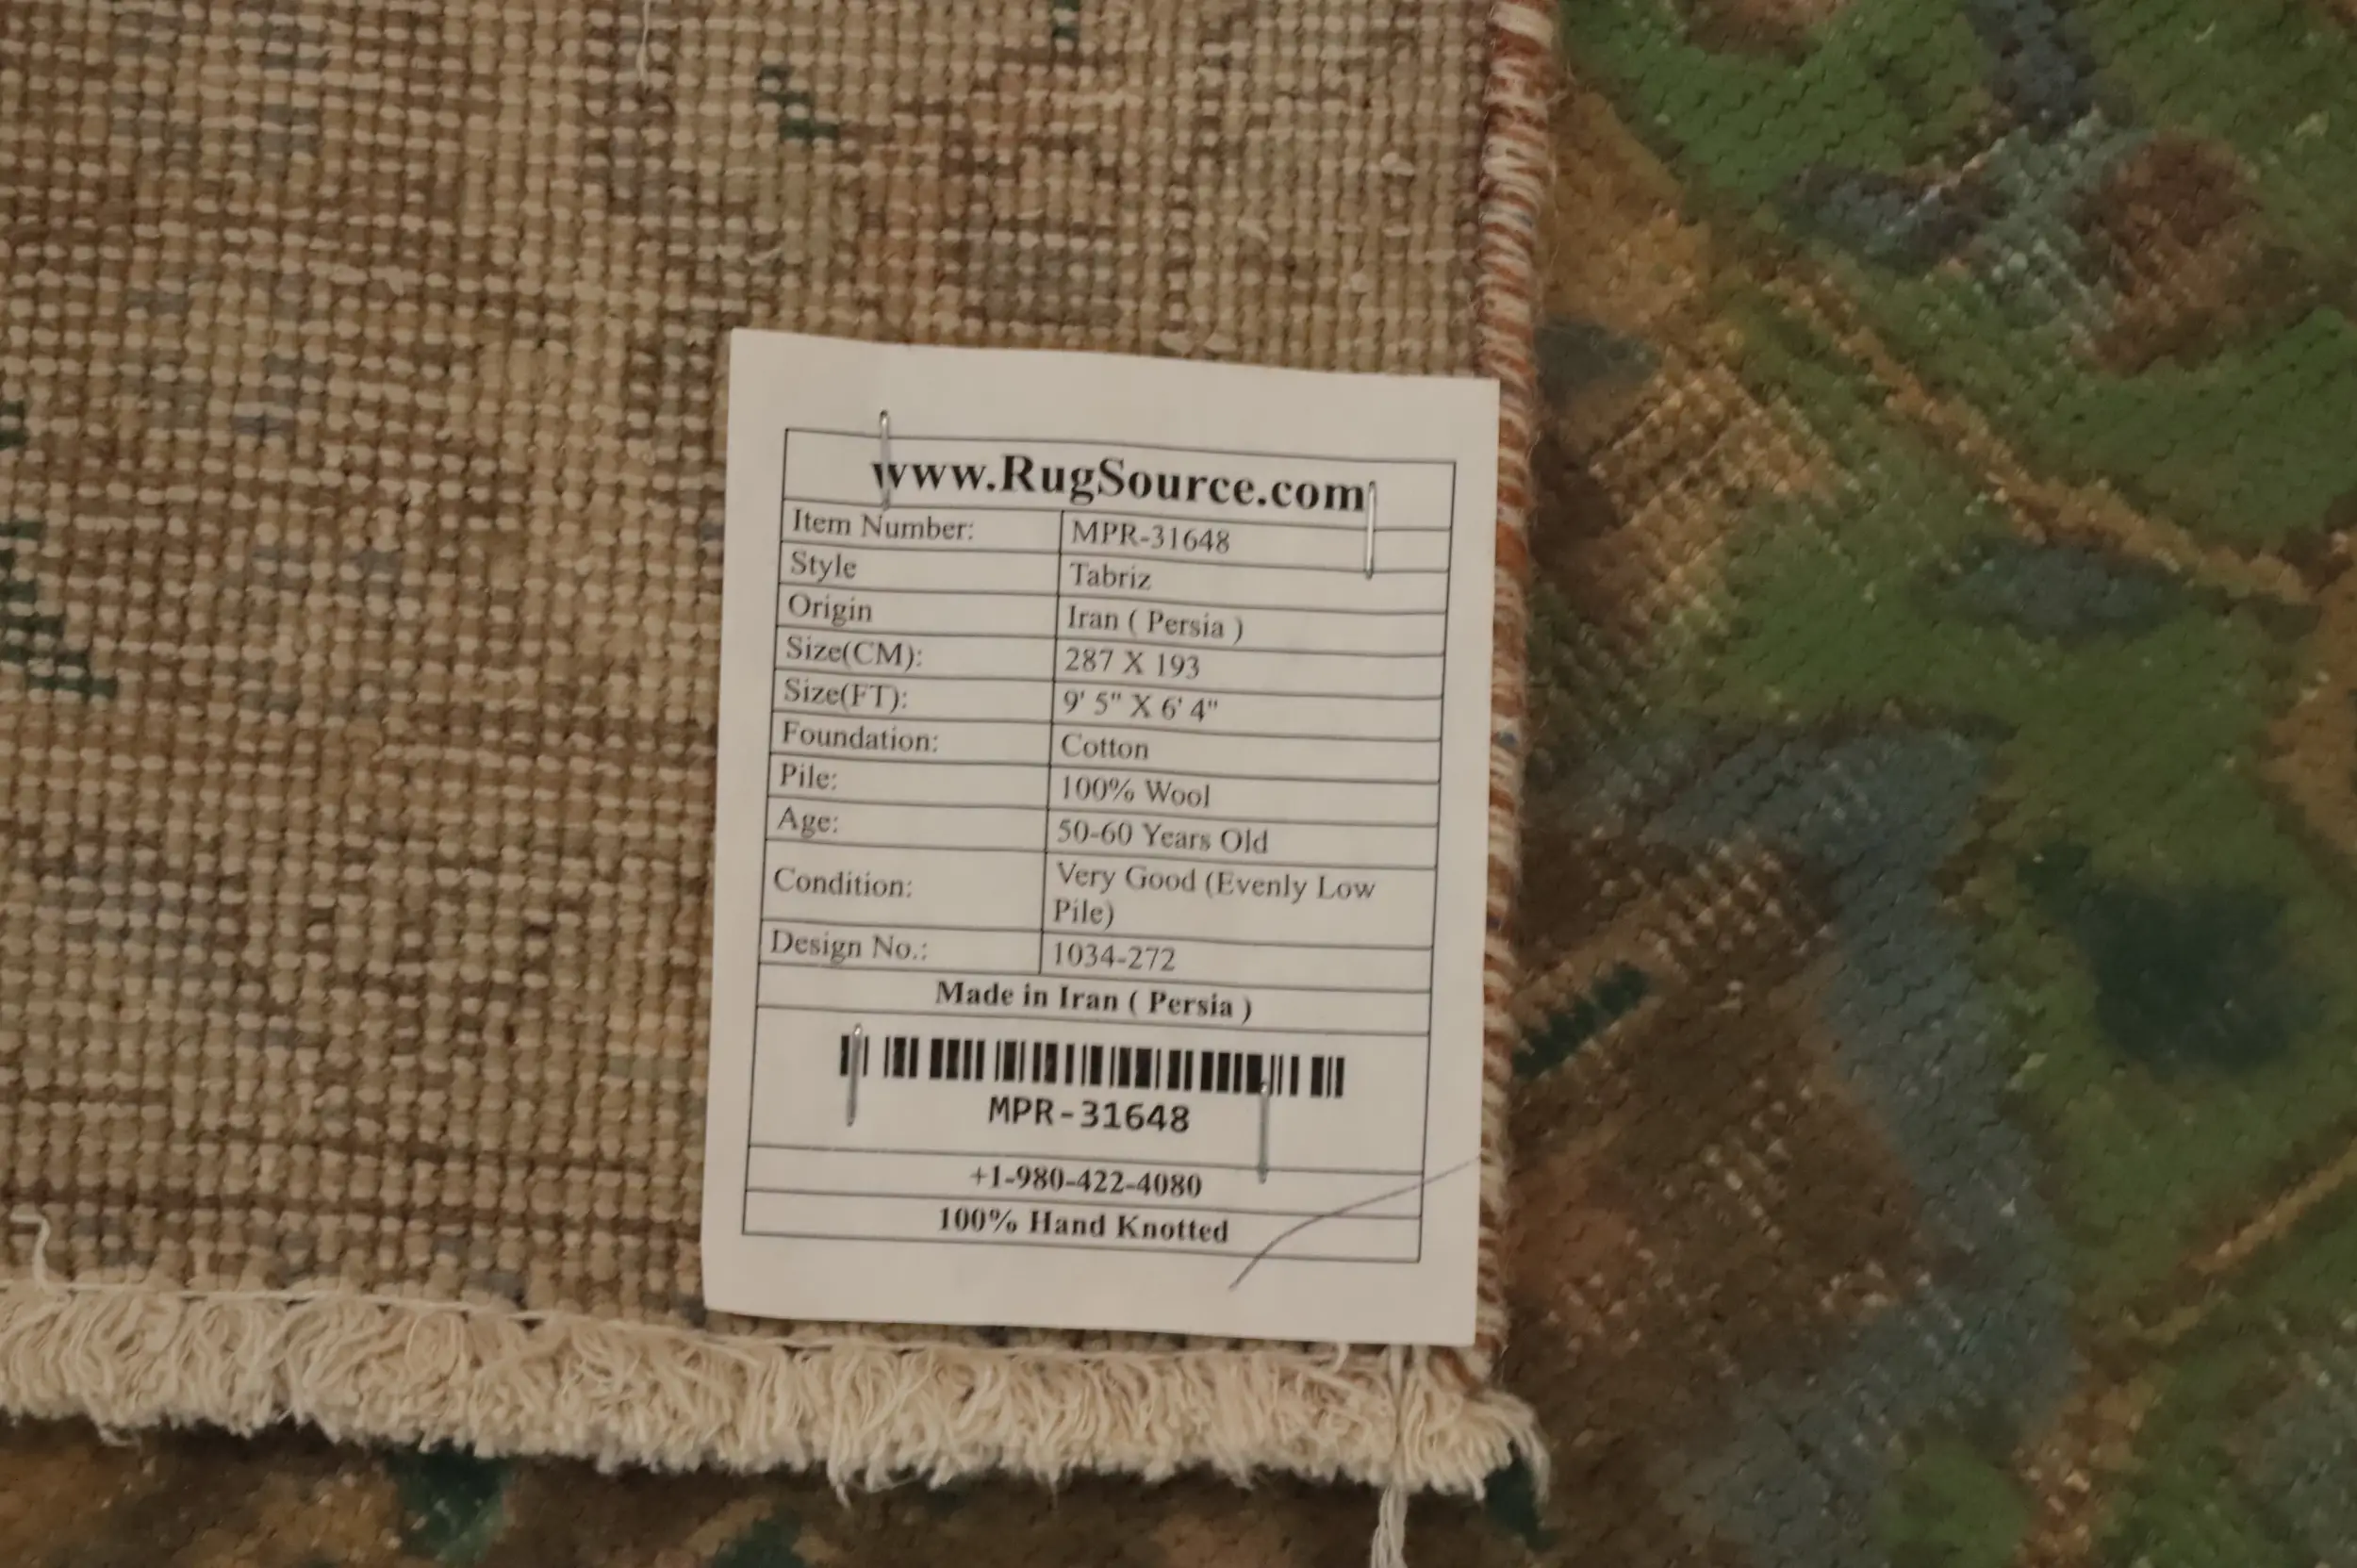 www.RugSource.com
Item Number: MPR-31648
Style Tabriz
Origin Iran ( Persia )
Size(CM): 287 X 193
Size(FT): 9' 5" X 6' 4"
Foundation: Cotton
Pile: 100% Wool
Age: 50-60 Years Old
Condition: Very Good (Evenly Low
Pile)
Design No.: 1034-272
Made in Iran ( Persia )
MPR-31648
+1-980-422-4080
100% Hand Knotted